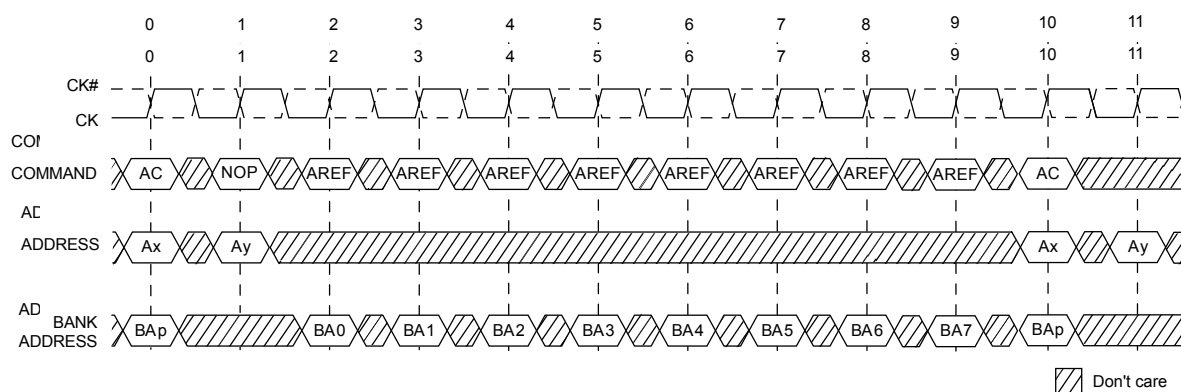 0 1 2 3 4 5 6 7 8 9 10 11
0 1 2 3 4 5 6 7 8 9 10 11
CK#
CK
COM
COMMAND AC NOP AREF AREF AREF AREF AREF AREF AREF AREF AC
AD
ADDRESS Ax Ay Ax Ay
AD
BANK
ADDRESS BAp BA0 BA1 BA2 BA3 BA4 BA5 BA6 BA7 BAp
Don't care